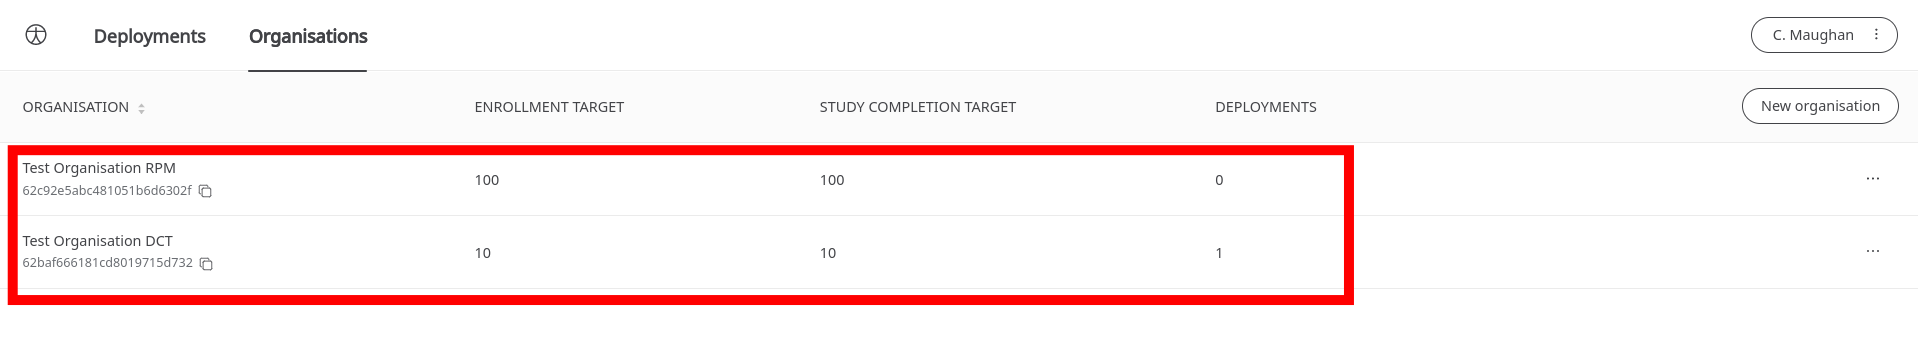 Deployments Organisations C. Maughan
ORGANISATION ENROLLMENT TARGET STUDY COMPLETION TARGET DEPLOYMENTS New organisation
Test Organisation RPM
62c92e5abc481051b6d6302f
100 100 0
Test Organisation DCT
62baf666181cd8019715d732
10 10 1